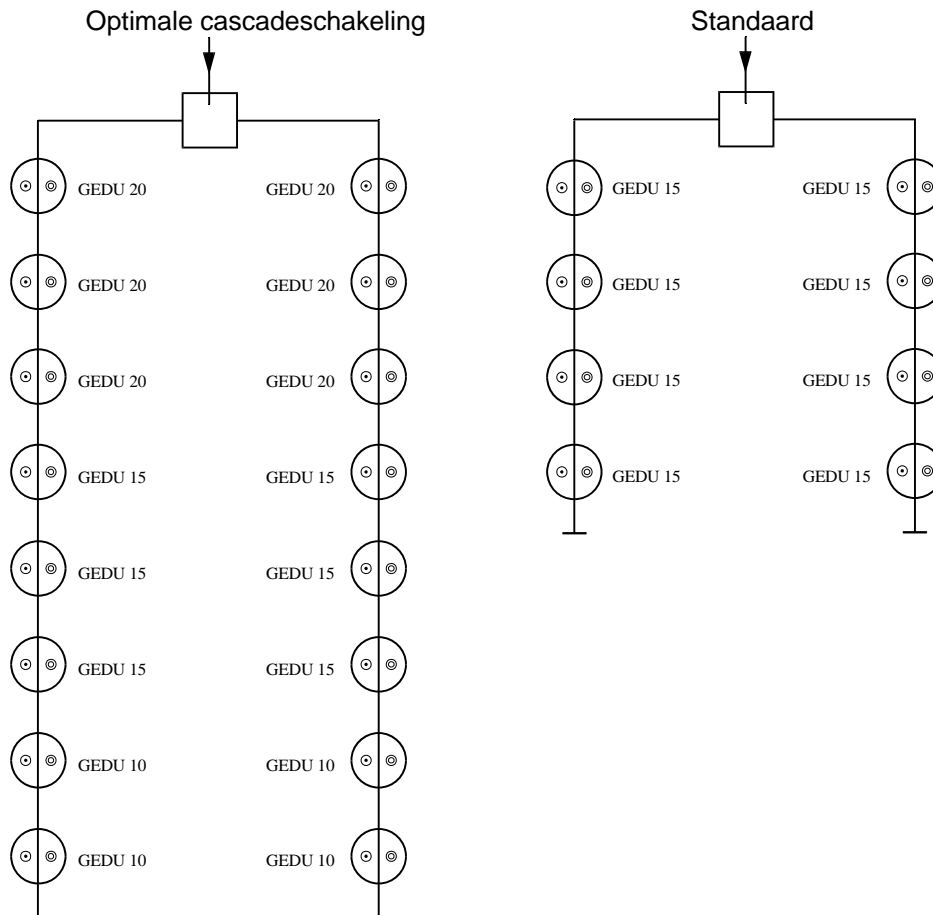 Optimale cascadeschakeling
Standaard
GEDU 20 GEDU 20 GEDU 15 GEDU 15
GEDU 20 GEDU 20 GEDU 15 GEDU 15
GEDU 20 GEDU 20 GEDU 15 GEDU 15
GEDU 15 GEDU 15 GEDU 15 GEDU 15
GEDU 15 GEDU 15
GEDU 15 GEDU 15
GEDU 10 GEDU 10
GEDU 10 GEDU 10